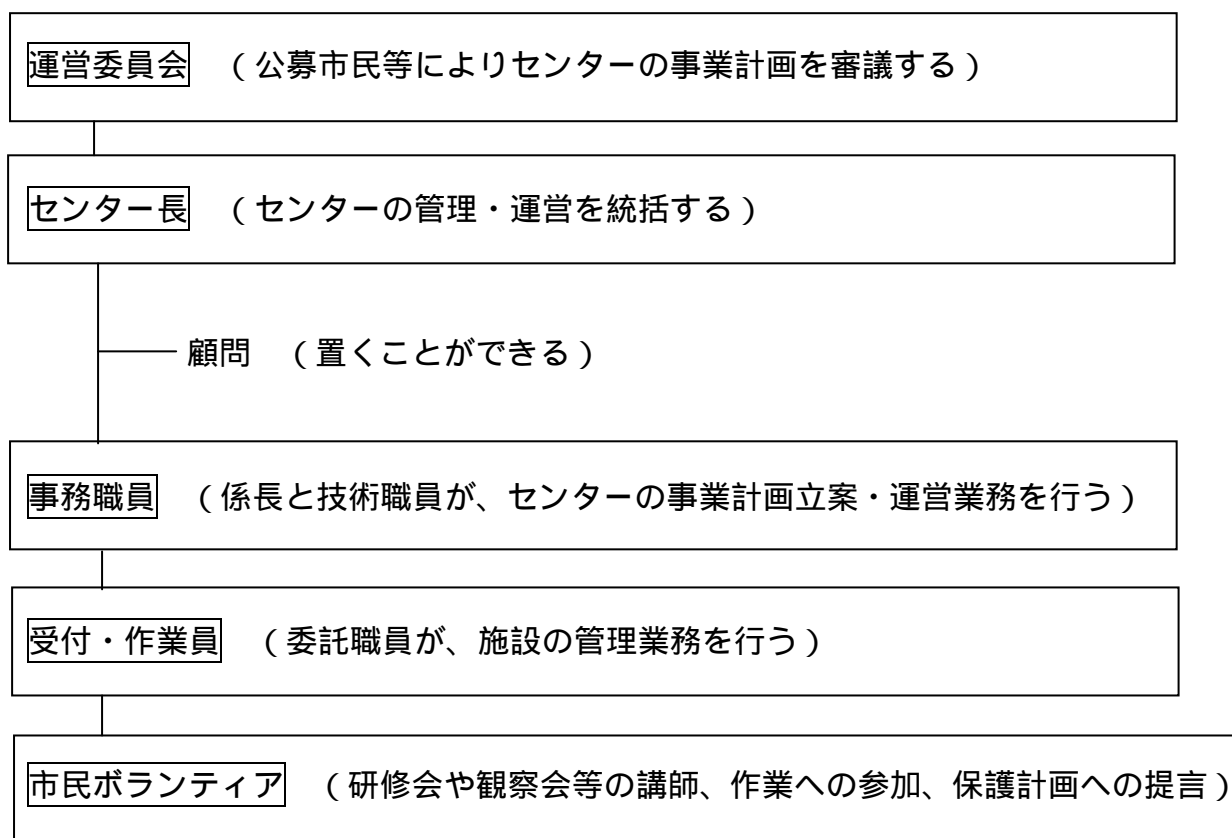 運営委員会 （公募市民等によりセンターの事業計画を審議する）
センター長 （センターの管理・運営を統括する）
顧問 （置くことができる）
事務職員 （係長と技術職員が、センターの事業計画立案・運営業務を行う）
受付・作業員 （委託職員が、施設の管理業務を行う）
市民ボランティア （研修会や観察会等の講師、作業への参加、保護計画への提言）